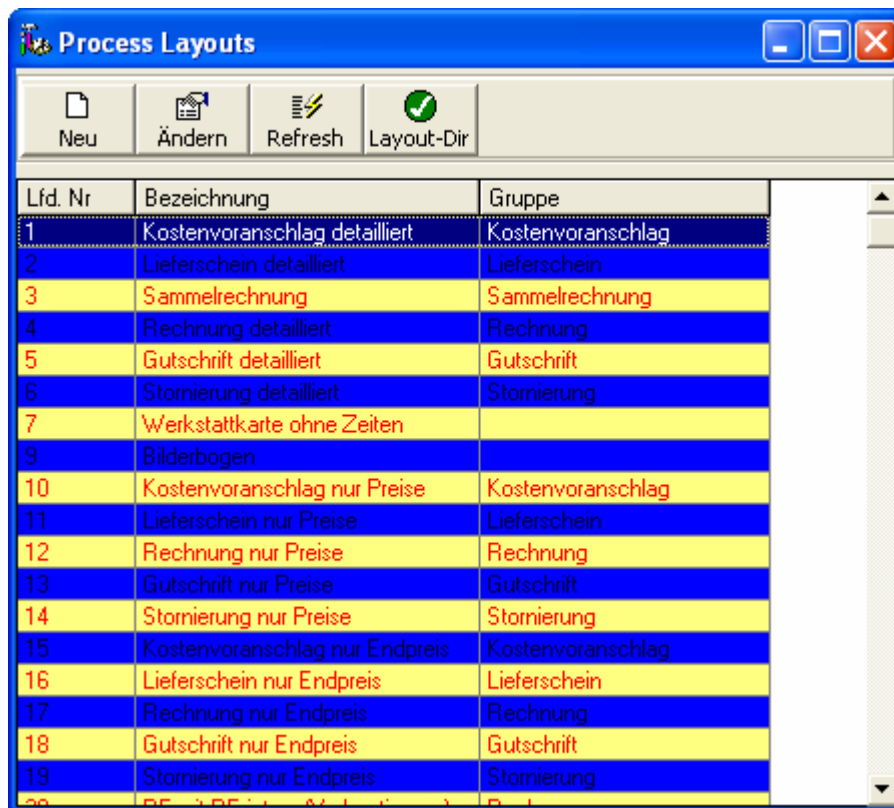 Process Layouts
Neu Ändern Refresh Layout-Dir
Lfd. Nr Bezeichnung Gruppe
1 Kostenvoranschlag detailliert Kostenvoranschlag
2 Lieferschein detailliert Lieferschein
3 Sammelrechnung Sammelrechnung
4 Rechnung detailliert Rechnung
5 Gutschrift detailliert Gutschrift
6 Stornierung detailliert Stornierung
7 Werkstattkarte ohne Zeiten
9 Bilderbogen
10 Kostenvoranschlag nur Preise Kostenvoranschlag
11 Lieferschein nur Preise Lieferschein
12 Rechnung nur Preise Rechnung
13 Gutschrift nur Preise Gutschrift
14 Stornierung nur Preise Stornierung
15 Kostenvoranschlag nur Endpreis Kostenvoranschlag
16 Lieferschein nur Endpreis Lieferschein
17 Rechnung nur Endpreis Rechnung
18 Gutschrift nur Endpreis Gutschrift
19 Stornierung nur Endpreis Stornierung